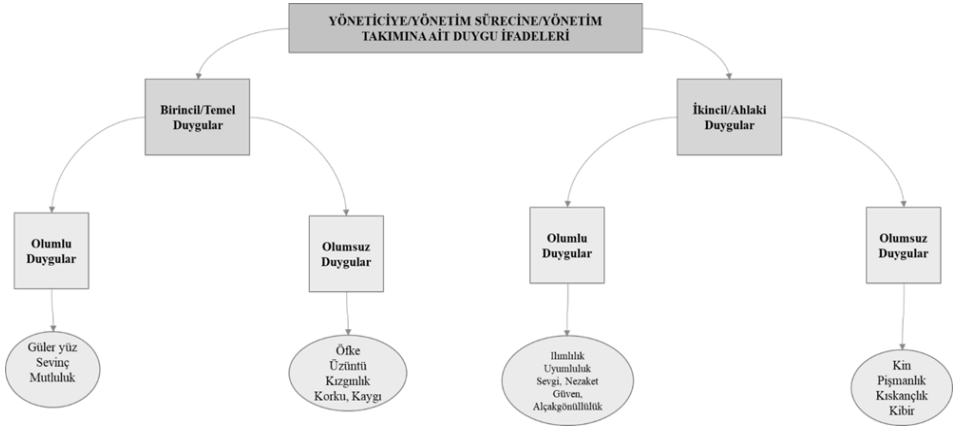 YÖNETİCİYE/YÖNETİM SÜRECİNE/YÖNETİM
TAKIMINA AİT DUYGU İFADELERİ
Birincil/Temel
Duygular
İkincil/Ahlaki
Duygular
Olumlu
Duygular
Olumsuz
Duygular
Olumlu
Duygular
Olumsuz
Duygular
Güler yüz
Sevinç
Mutluluk
Öfke
Üzüntü
Kızgınlık
Korku, Kaygı
Ilımlılık
Uyumluluk
Sevgi, Nezaket
Güven,
Alçakgönüllülük
Kin
Pişmanlık
Kıskançlık
Kibir